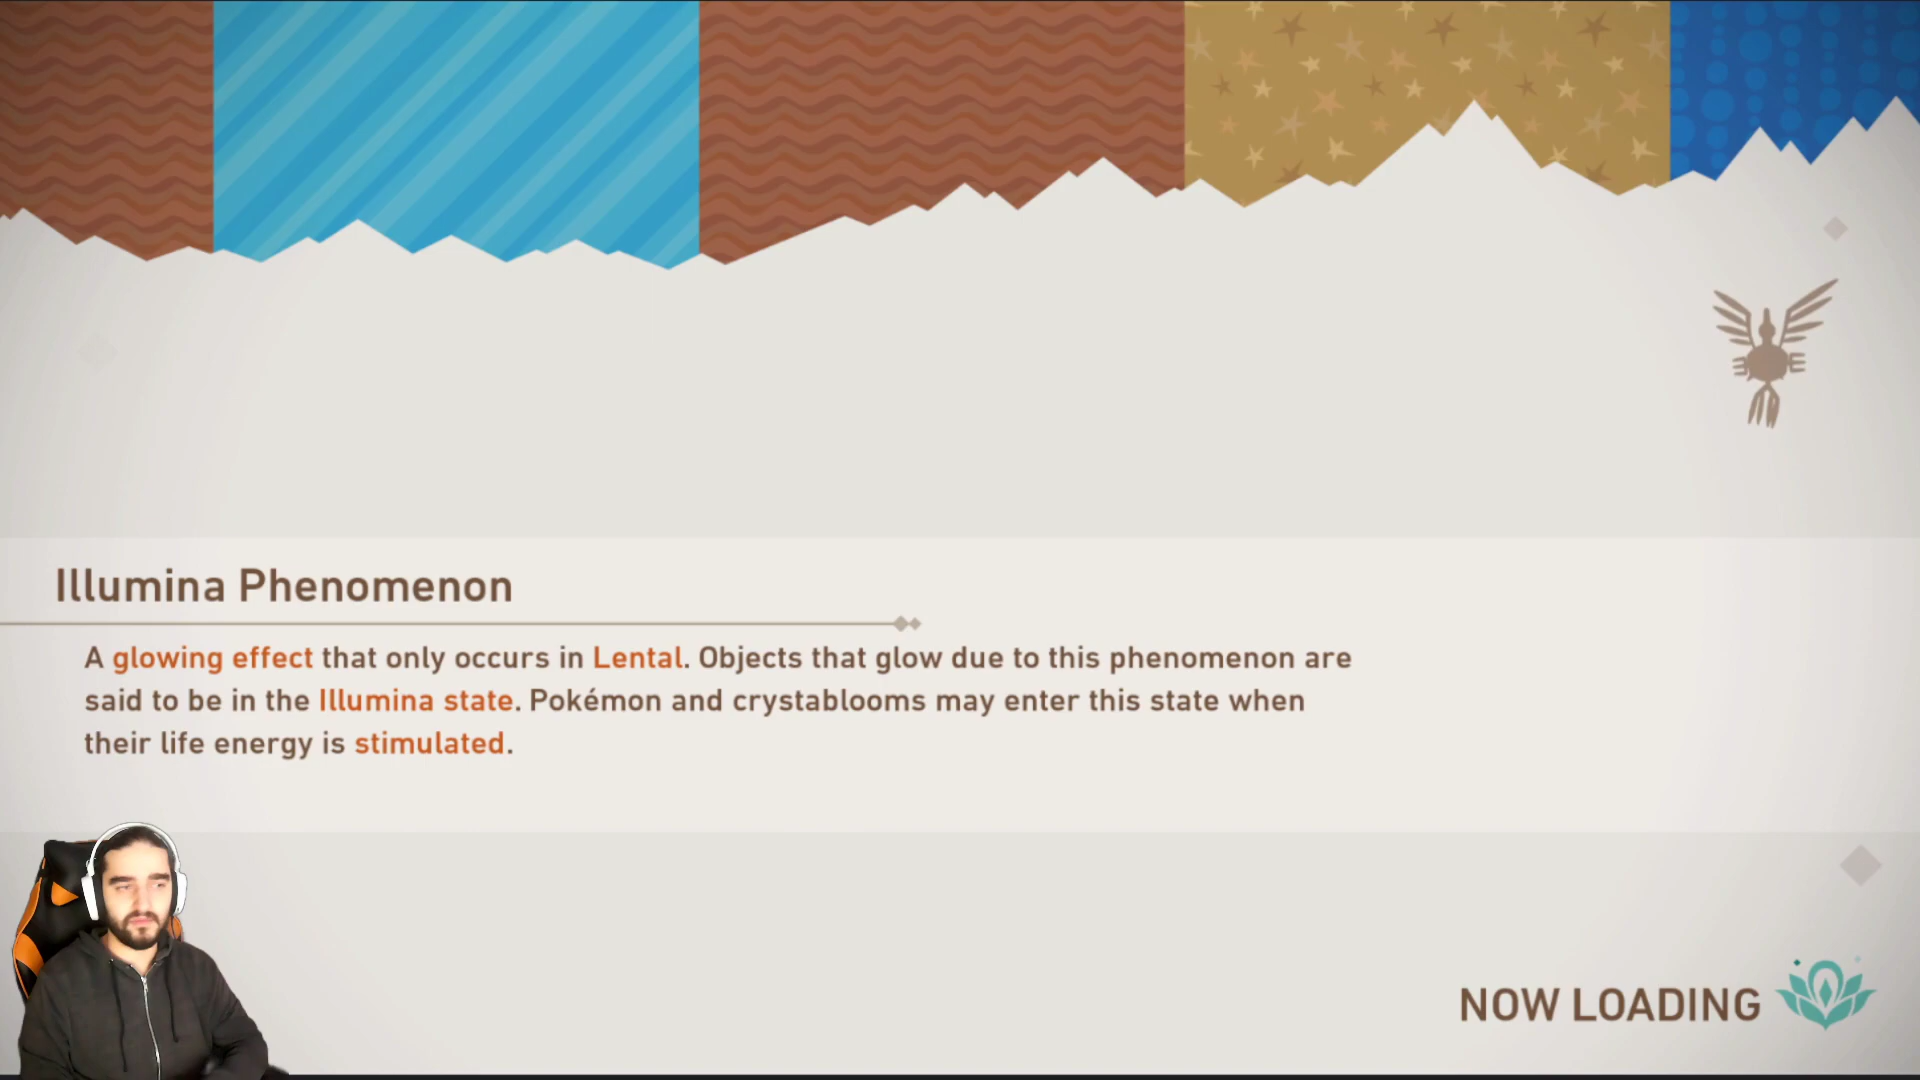 Illumina Phenomenon
A glowing effect that only occurs in Lental. Objects that glow due to this phenomenon are
said to be in the Illumina state. Pokémon and crystablooms may enter this state when
their life energy is stimulated.
NOW LOADING